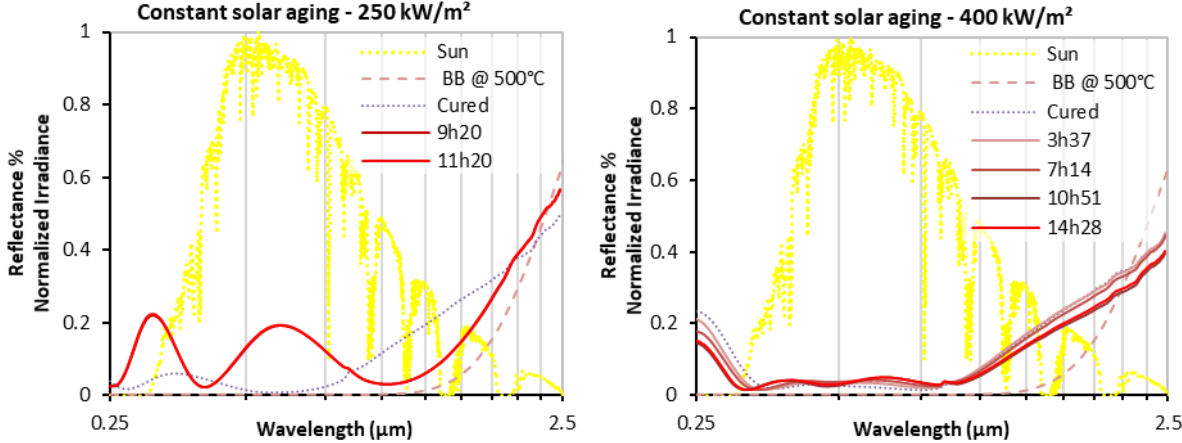 Constant solar aging - 250 kW/m²
Reflectance %
Normalized Irradiance
1
0.8
0.6
0.4
0.2
0
Sun
BB @ 500°C
Cured
9h20
11h20
0.25
Wavelength (µm)
2.5
Constant solar aging - 400 kW/m²
Reflectance %
Normalized Irradiance
1
0.8
0.6
0.4
0.2
0
Sun
BB @ 500°C
Cured
3h37
7h14
10h51
14h28
0.25
Wavelength (µm)
2.5